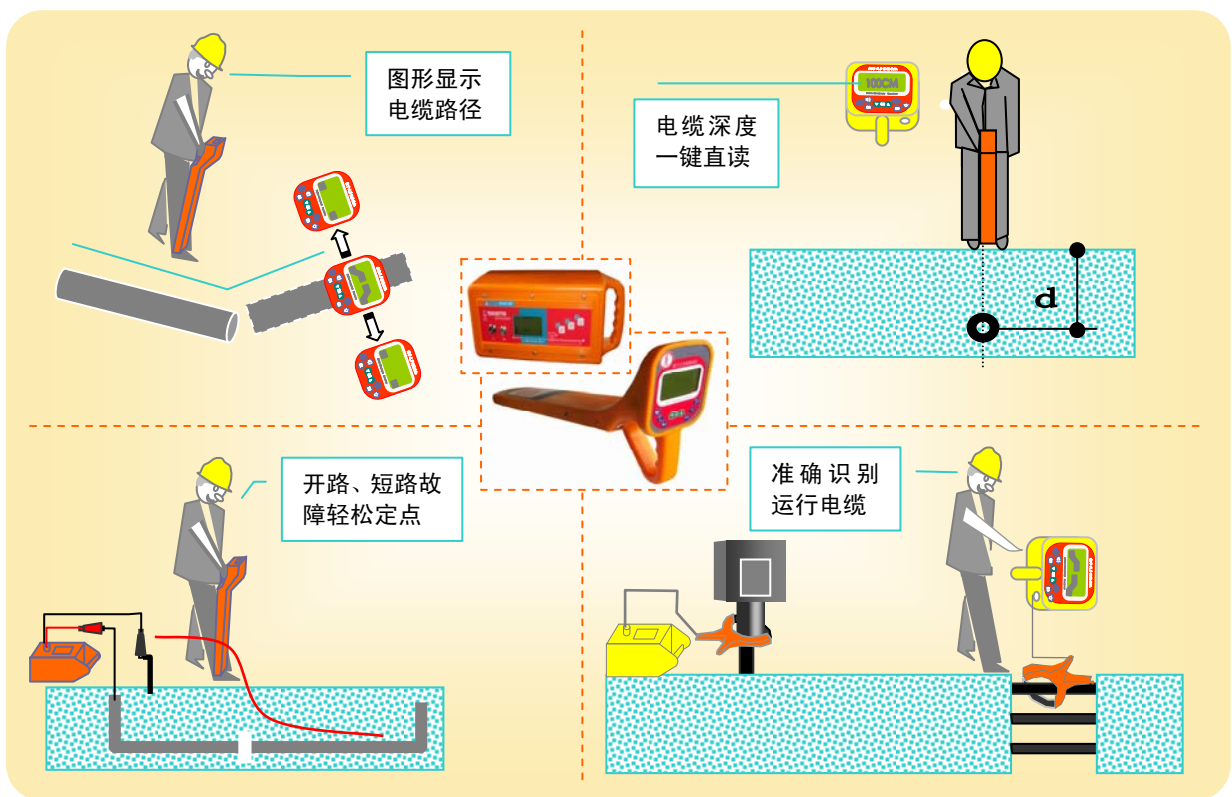 图形显示
电缆路径
100CM
电缆深度
一键直读
d
开路、短路故
障轻松定点
准确识别
运行电缆